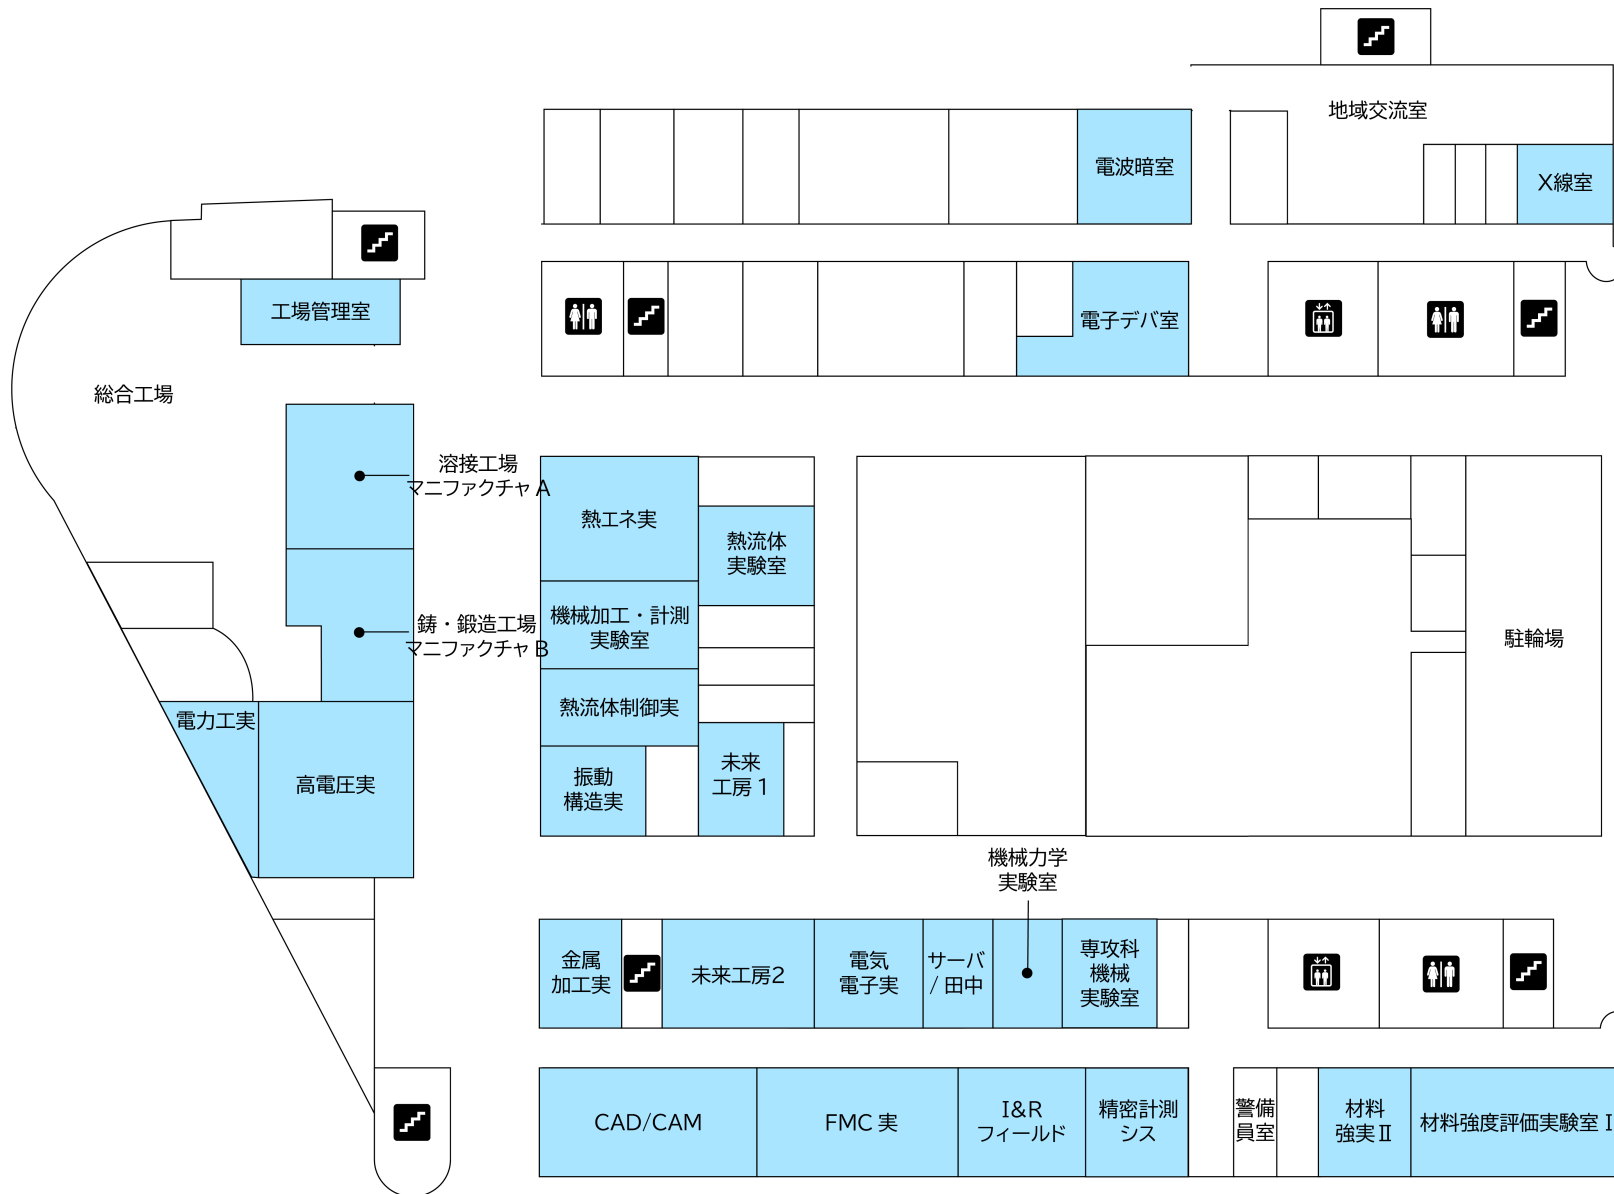 地域交流室
電波暗室
X線室
工場管理室
電子デバ室
総合工場
溶接工場
マニファクチャA
熱エネ実
熱流体
実験室
機械加工・計測
実験室
鋳・鍛造工場
マニファクチャB
駐輪場
熱流体制御実
電力工実
高電圧実
振動
構造実
未来
工房1
機械力学
実験室
金属
加工実
未来工房2
電気
電子実
サーバ
/ 田中
専攻科
機械
実験室
CAD/CAM
FMC 実
I&R
フィールド
精密計測
シス
警備
員室
材料
強実Ⅱ
材料強度評価実験室 I